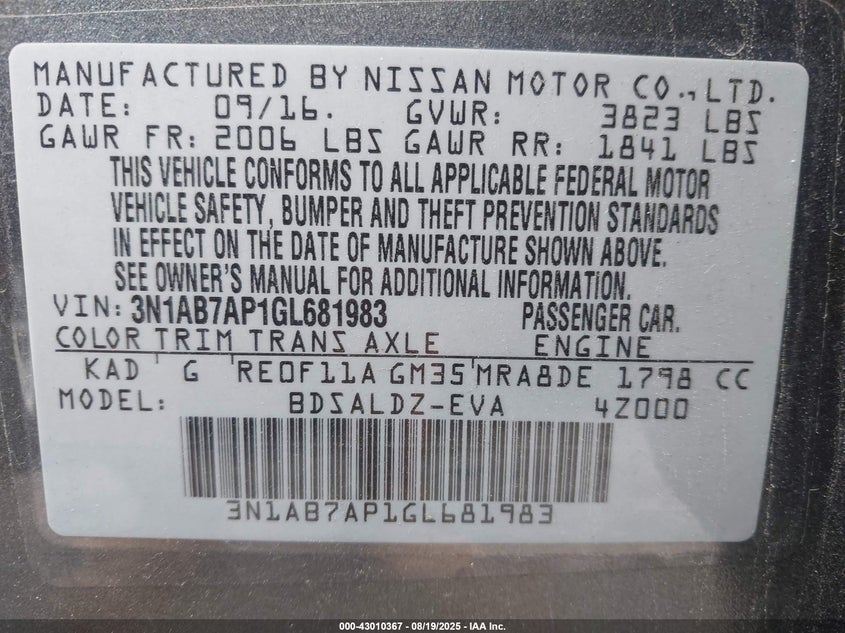 MANUFACTURED BY NISSAN MOTOR CO., LTD.
DATE: 09/16. GVWR: 3823 LBS
GAWR FR: 2006 LBS GAWR RR: 1841 LBS
THIS VEHICLE CONFORMS TO ALL APPLICABLE FEDERAL MOTOR
VEHICLE SAFETY, BUMPER AND THEFT PREVENTION STANDARDS
IN EFFECT ON THE DATE OF MANUFACTURE SHOWN ABOVE.
SEE OWNER'S MANUAL FOR ADDITIONAL INFORMATION.
VIN: 3N1AB7AP1GL681983 PASSENGER CAR.
COLOR TRIM TRANS AXLE ENGINE
KAD G RE0F11A GM35 MRA8DE 1798 CC
MODEL: BDSALDZ-EVA 4Z000
3N1AB7AP1GL681983
000-43010367 - 08/19/2025 - IAA Inc.